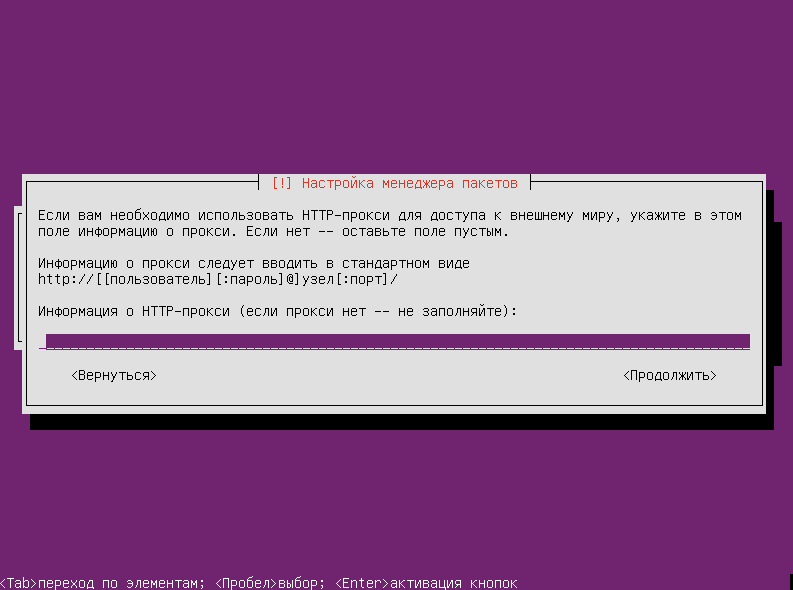 [!] Настройка менеджера пакетов
Если вам необходимо использовать HTTP-прокси для доступа к внешнему миру, укажите в этом
поле информацию о прокси. Если нет -- оставьте поле пустым.
Информацию о прокси следует вводить в стандартном виде
http://[[пользователь][:пароль]@]узел[:порт]/
Информация о HTTP-прокси (если прокси нет -- не заполняйте):
<Вернуться> <Продолжить>
<Tab>переход по элементам; <Пробел>выбор; <Enter>активация кнопок